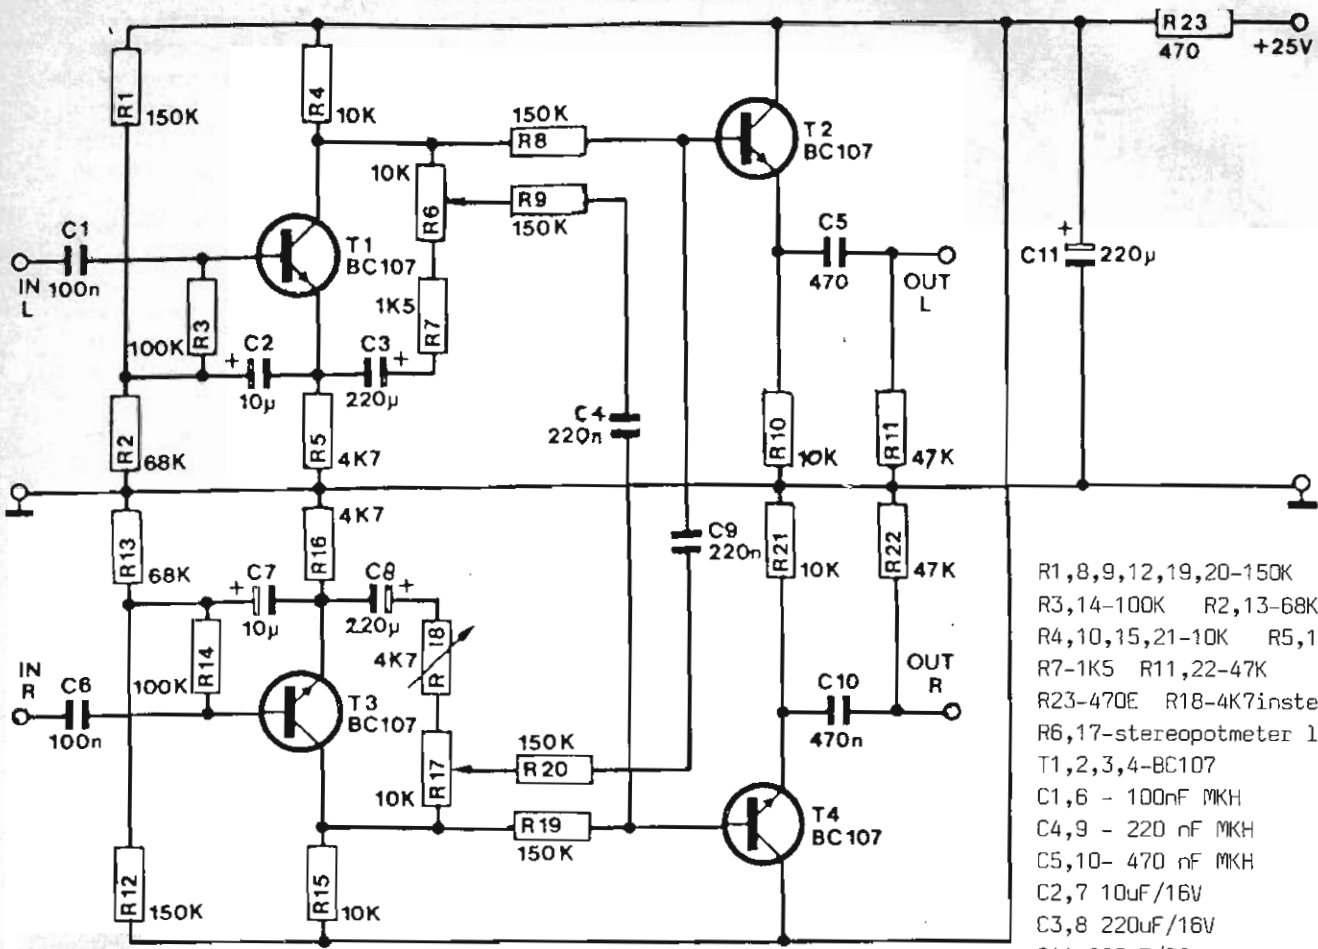 R1
150K
R4
10K
150K
R8
10K
R6
R9
150K
T2
BC107
R23
470
+25V
C1
IN
L
100n
T1
BC107
R3
100K
1K5
R7
C5
470
OUT
L
+
C11
220µ
+
C2
10µ
C3
+
220µ
R2
68K
R5
4K7
C4
220n
R10
10K
R11
47K
R13
68K
4K7
R16
C9
220n
R21
10K
R22
47K
+
C7
10µ
C8
+
220µ
R14
100K
R18
4K7
IN
R
C6
100n
T3
BC107
R17
10K
150K
R20
R19
150K
C10
470n
OUT
R
T4
BC107
R12
150K
R15
10K
R1,8,9,12,19,20-150K
R3,14-100K R2,13-68K
R4,10,15,21-10K R5,1
R7-1K5 R11,22-47K
R23-470E R18-4K7inste
R6,17-stereopotmeter l
T1,2,3,4-BC107
C1,6 - 100nF MKH
C4,9 - 220 nF MKH
C5,10- 470 nF MKH
C2,7 10uF/16V
C3,8 220uF/16V